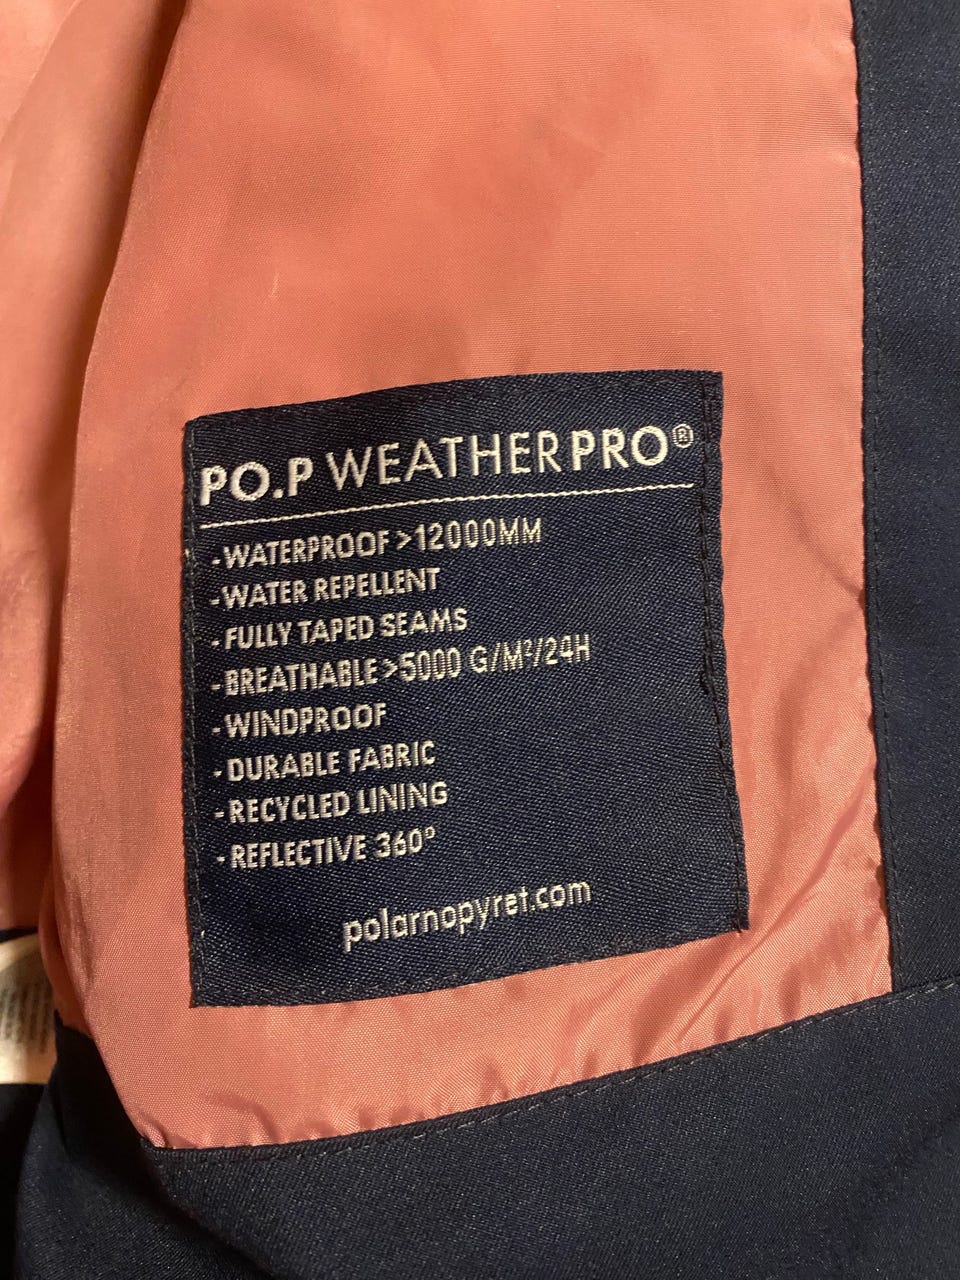 PO.P WEATHERPRO®
-WATERPROOF >12000MM
-WATER REPELLENT
-FULLY TAPED SEAMS
-BREATHABLE >5000 G/M²/24H
-WINDPROOF
-DURABLE FABRIC
-RECYCLED LINING
-REFLECTIVE 360°
polarnopyret.com